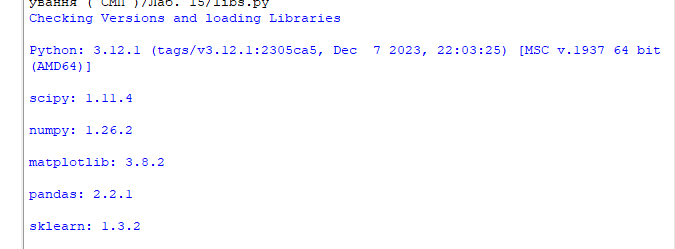 ування (СМП)/Лаб. 15/libs.py
Checking Versions and loading Libraries
Python: 3.12.1 (tags/v3.12.1:2305ca5, Dec  7 2023, 22:03:25) [MSC v.1937 64 bit
(AMD64)]
scipy: 1.11.4
numpy: 1.26.2
matplotlib: 3.8.2
pandas: 2.2.1
sklearn: 1.3.2